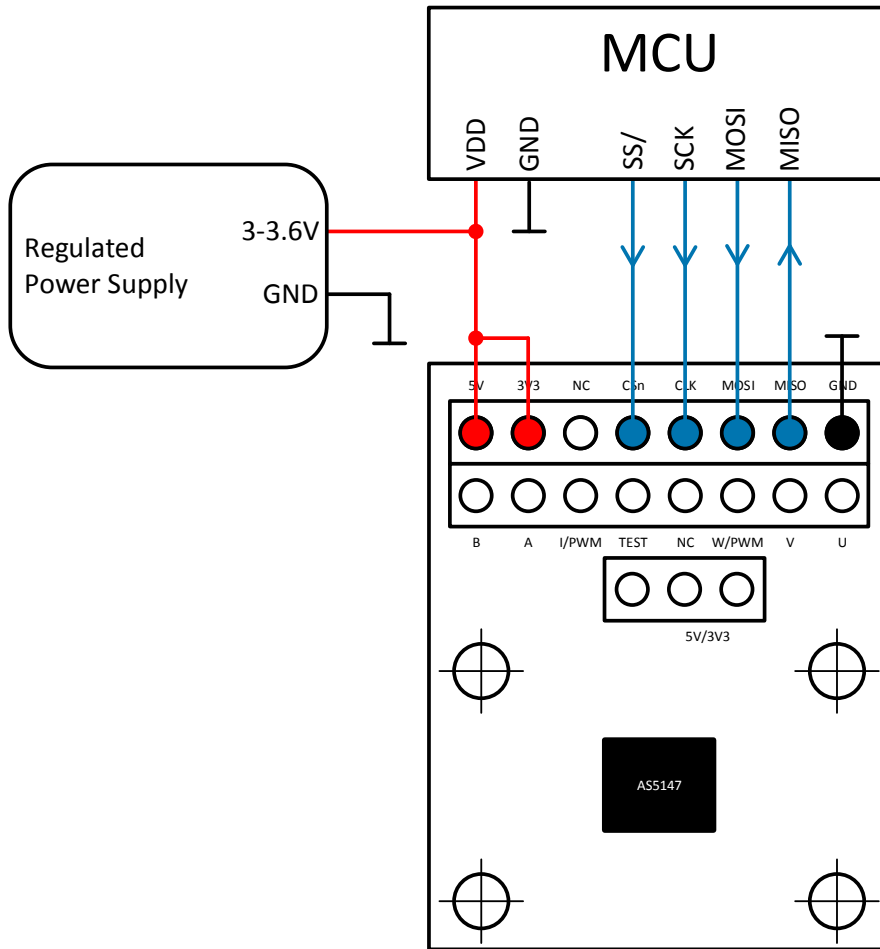 MCU
VDD
GND
SS/
SCK
MOSI
MISO
Regulated
Power Supply
3-3.6V
GND
5V 3V3 NC CSn CLK MOSI MISO GND
B A I/PWM TEST NC W/PWM V U
5V/3V3
AS5147